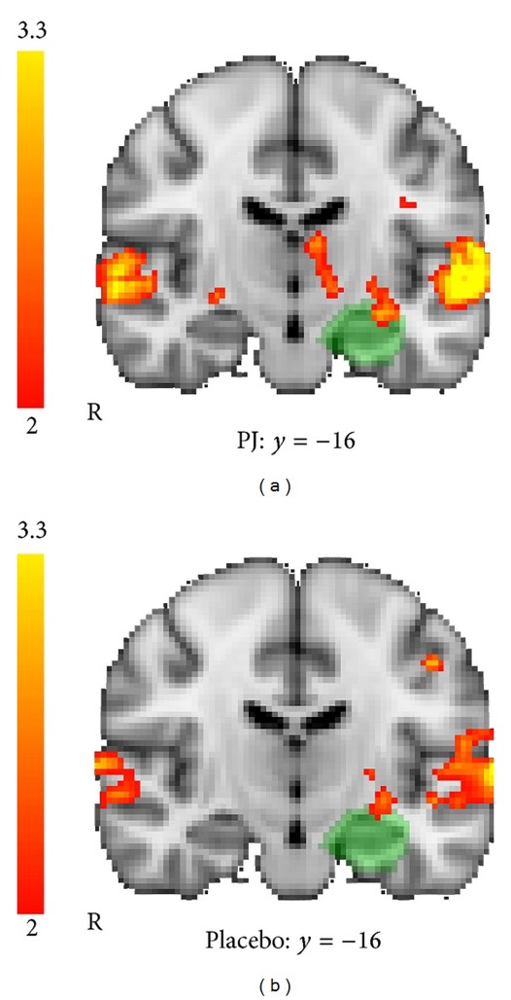 3.3
2
R
PJ: y = −16
(a)
3.3
2
R
Placebo: y = −16
(b)